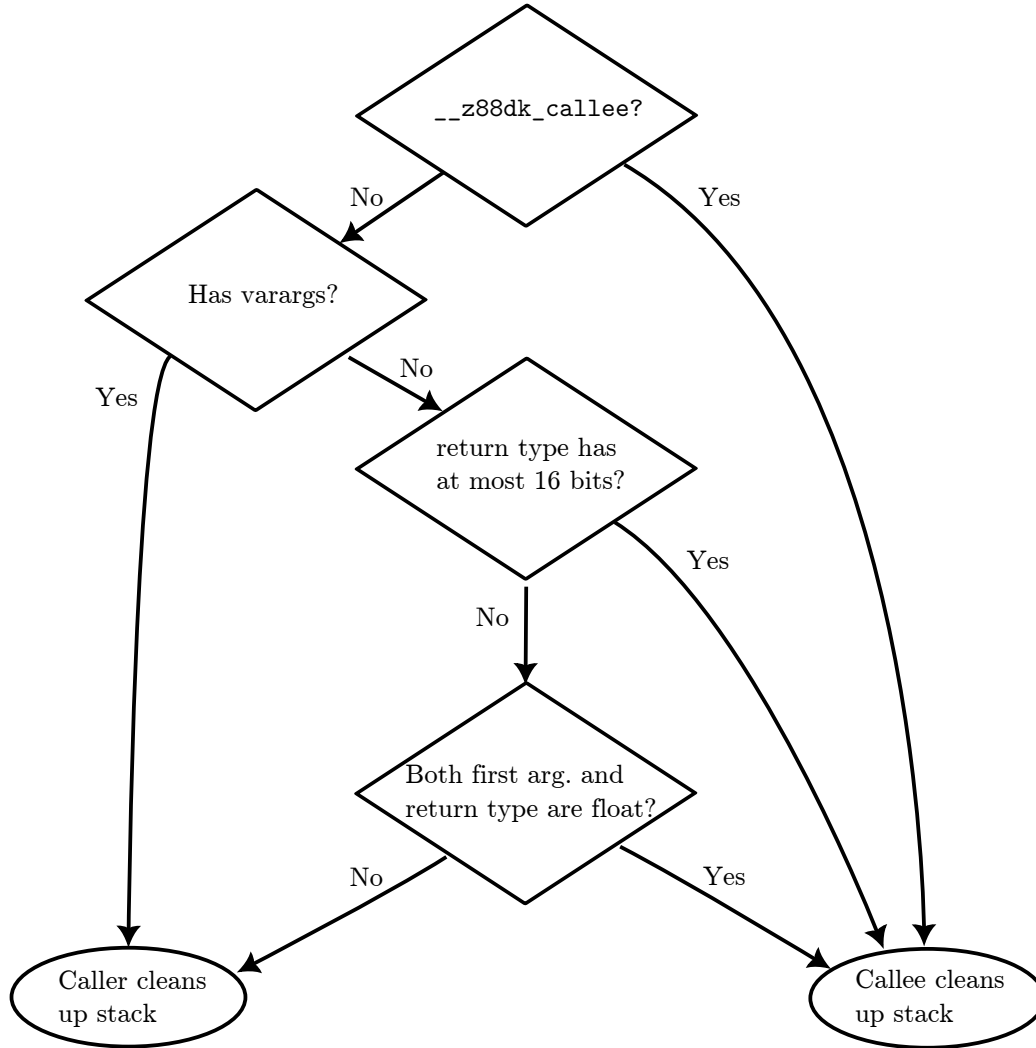 __z88dk_callee?
No
Yes
Has varargs?
No
Yes
return type has
at most 16 bits?
Yes
No
Both first arg. and
return type are float?
No
Yes
Caller cleans
up stack
Callee cleans
up stack